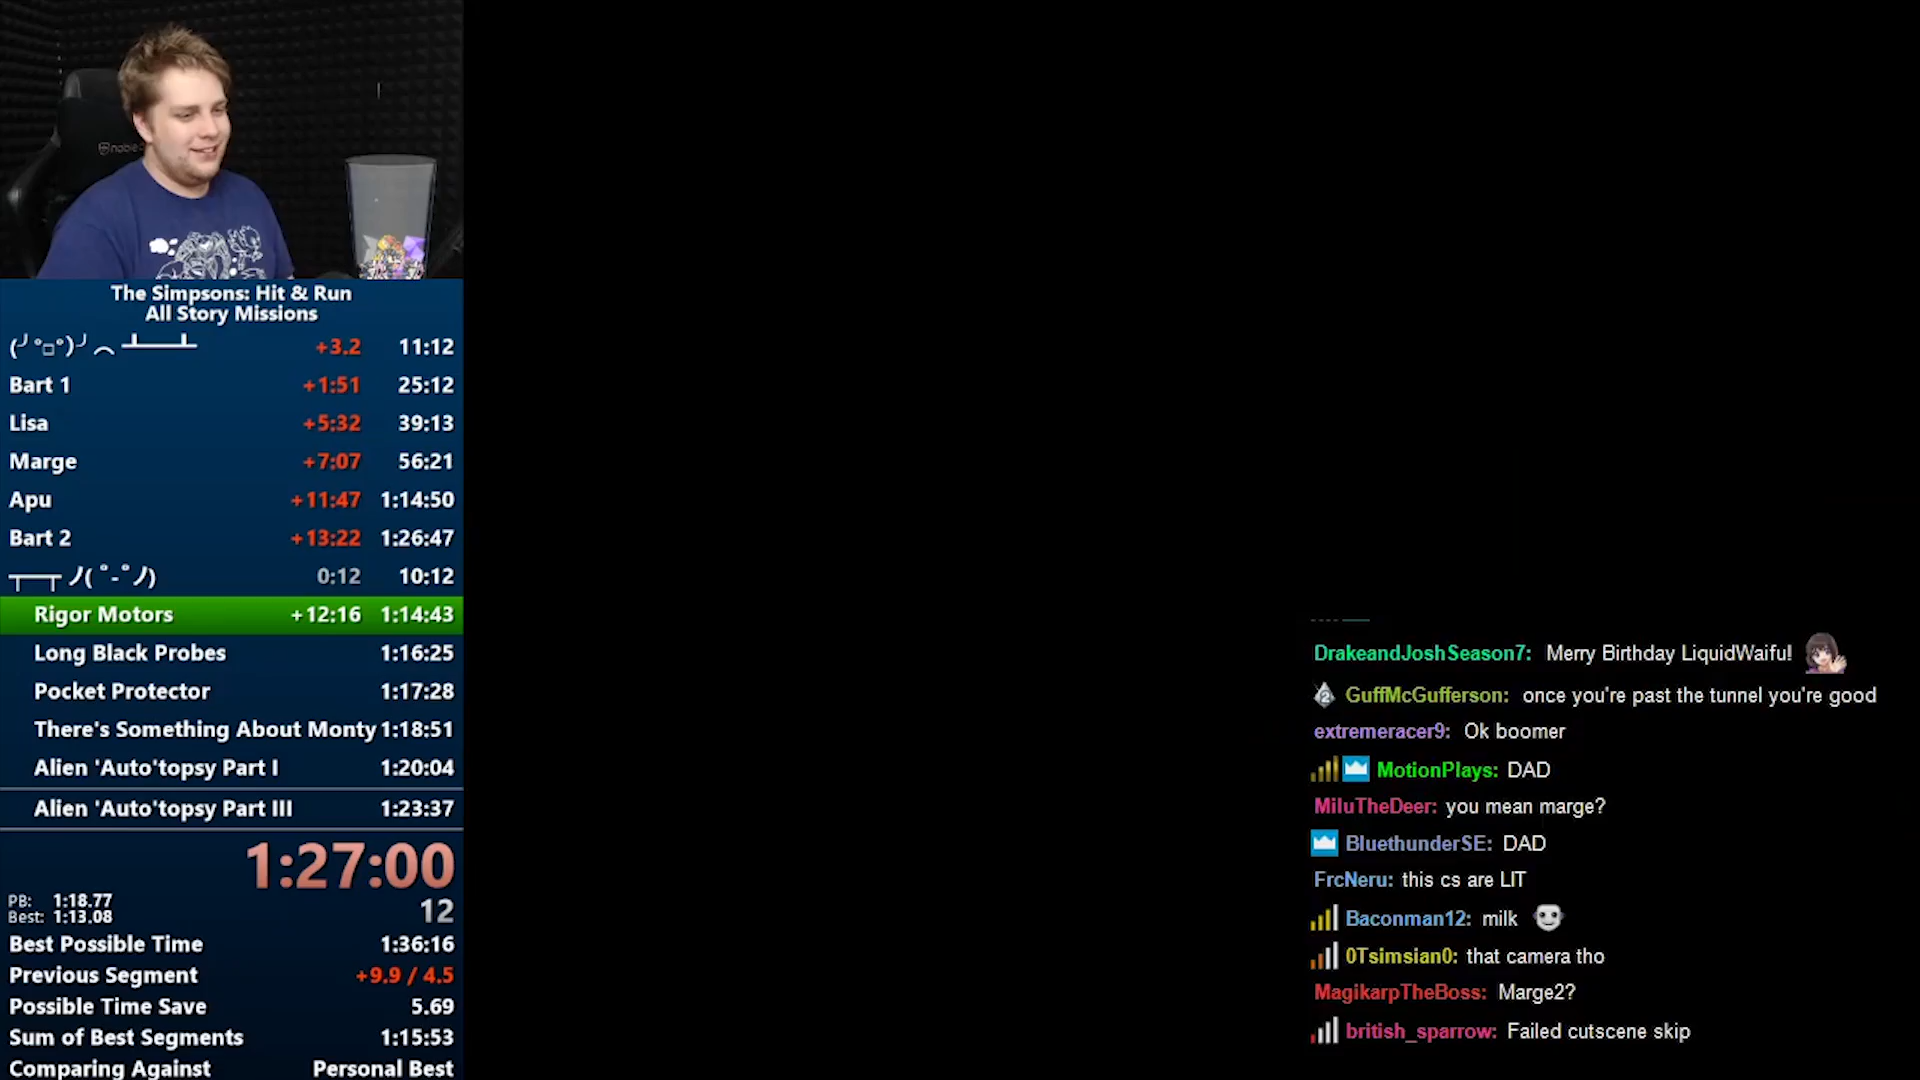 noble
The Simpsons: Hit & Run
All Story Missions
(╯°□°)╯︵ ┻━┻ +3.2 11:12
Bart 1 +1:51 25:12
Lisa +5:32 39:13
Marge +7:07 56:21
Apu +11:47 1:14:50
Bart 2 +13:22 1:26:47
┬─┬ ノ( ゜-゜ノ) 0:12 10:12
Rigor Motors +12:16 1:14:43
Long Black Probes 1:16:25
Pocket Protector 1:17:28
There's Something About Monty 1:18:51
Alien 'Auto'topsy Part I 1:20:04
Alien 'Auto'topsy Part III 1:23:37
1:27:00
PB: 1:18.77
Best: 1:13.08
12
Best Possible Time 1:36:16
Previous Segment +9.9 / 4.5
Possible Time Save 5.69
Sum of Best Segments 1:15:53
Comparing Against Personal Best
DrakeandJoshSeason7: Merry Birthday LiquidWaifu!
2 GuffMcGufferson: once you're past the tunnel you're good
extremeracer9: Ok boomer
MotionPlays: DAD
MiluTheDeer: you mean marge?
BluethunderSE: DAD
FrcNeru: this cs are LIT
Baconman12: milk
0Tsimsian0: that camera tho
MagikarpTheBoss: Marge2?
british_sparrow: Failed cutscene skip